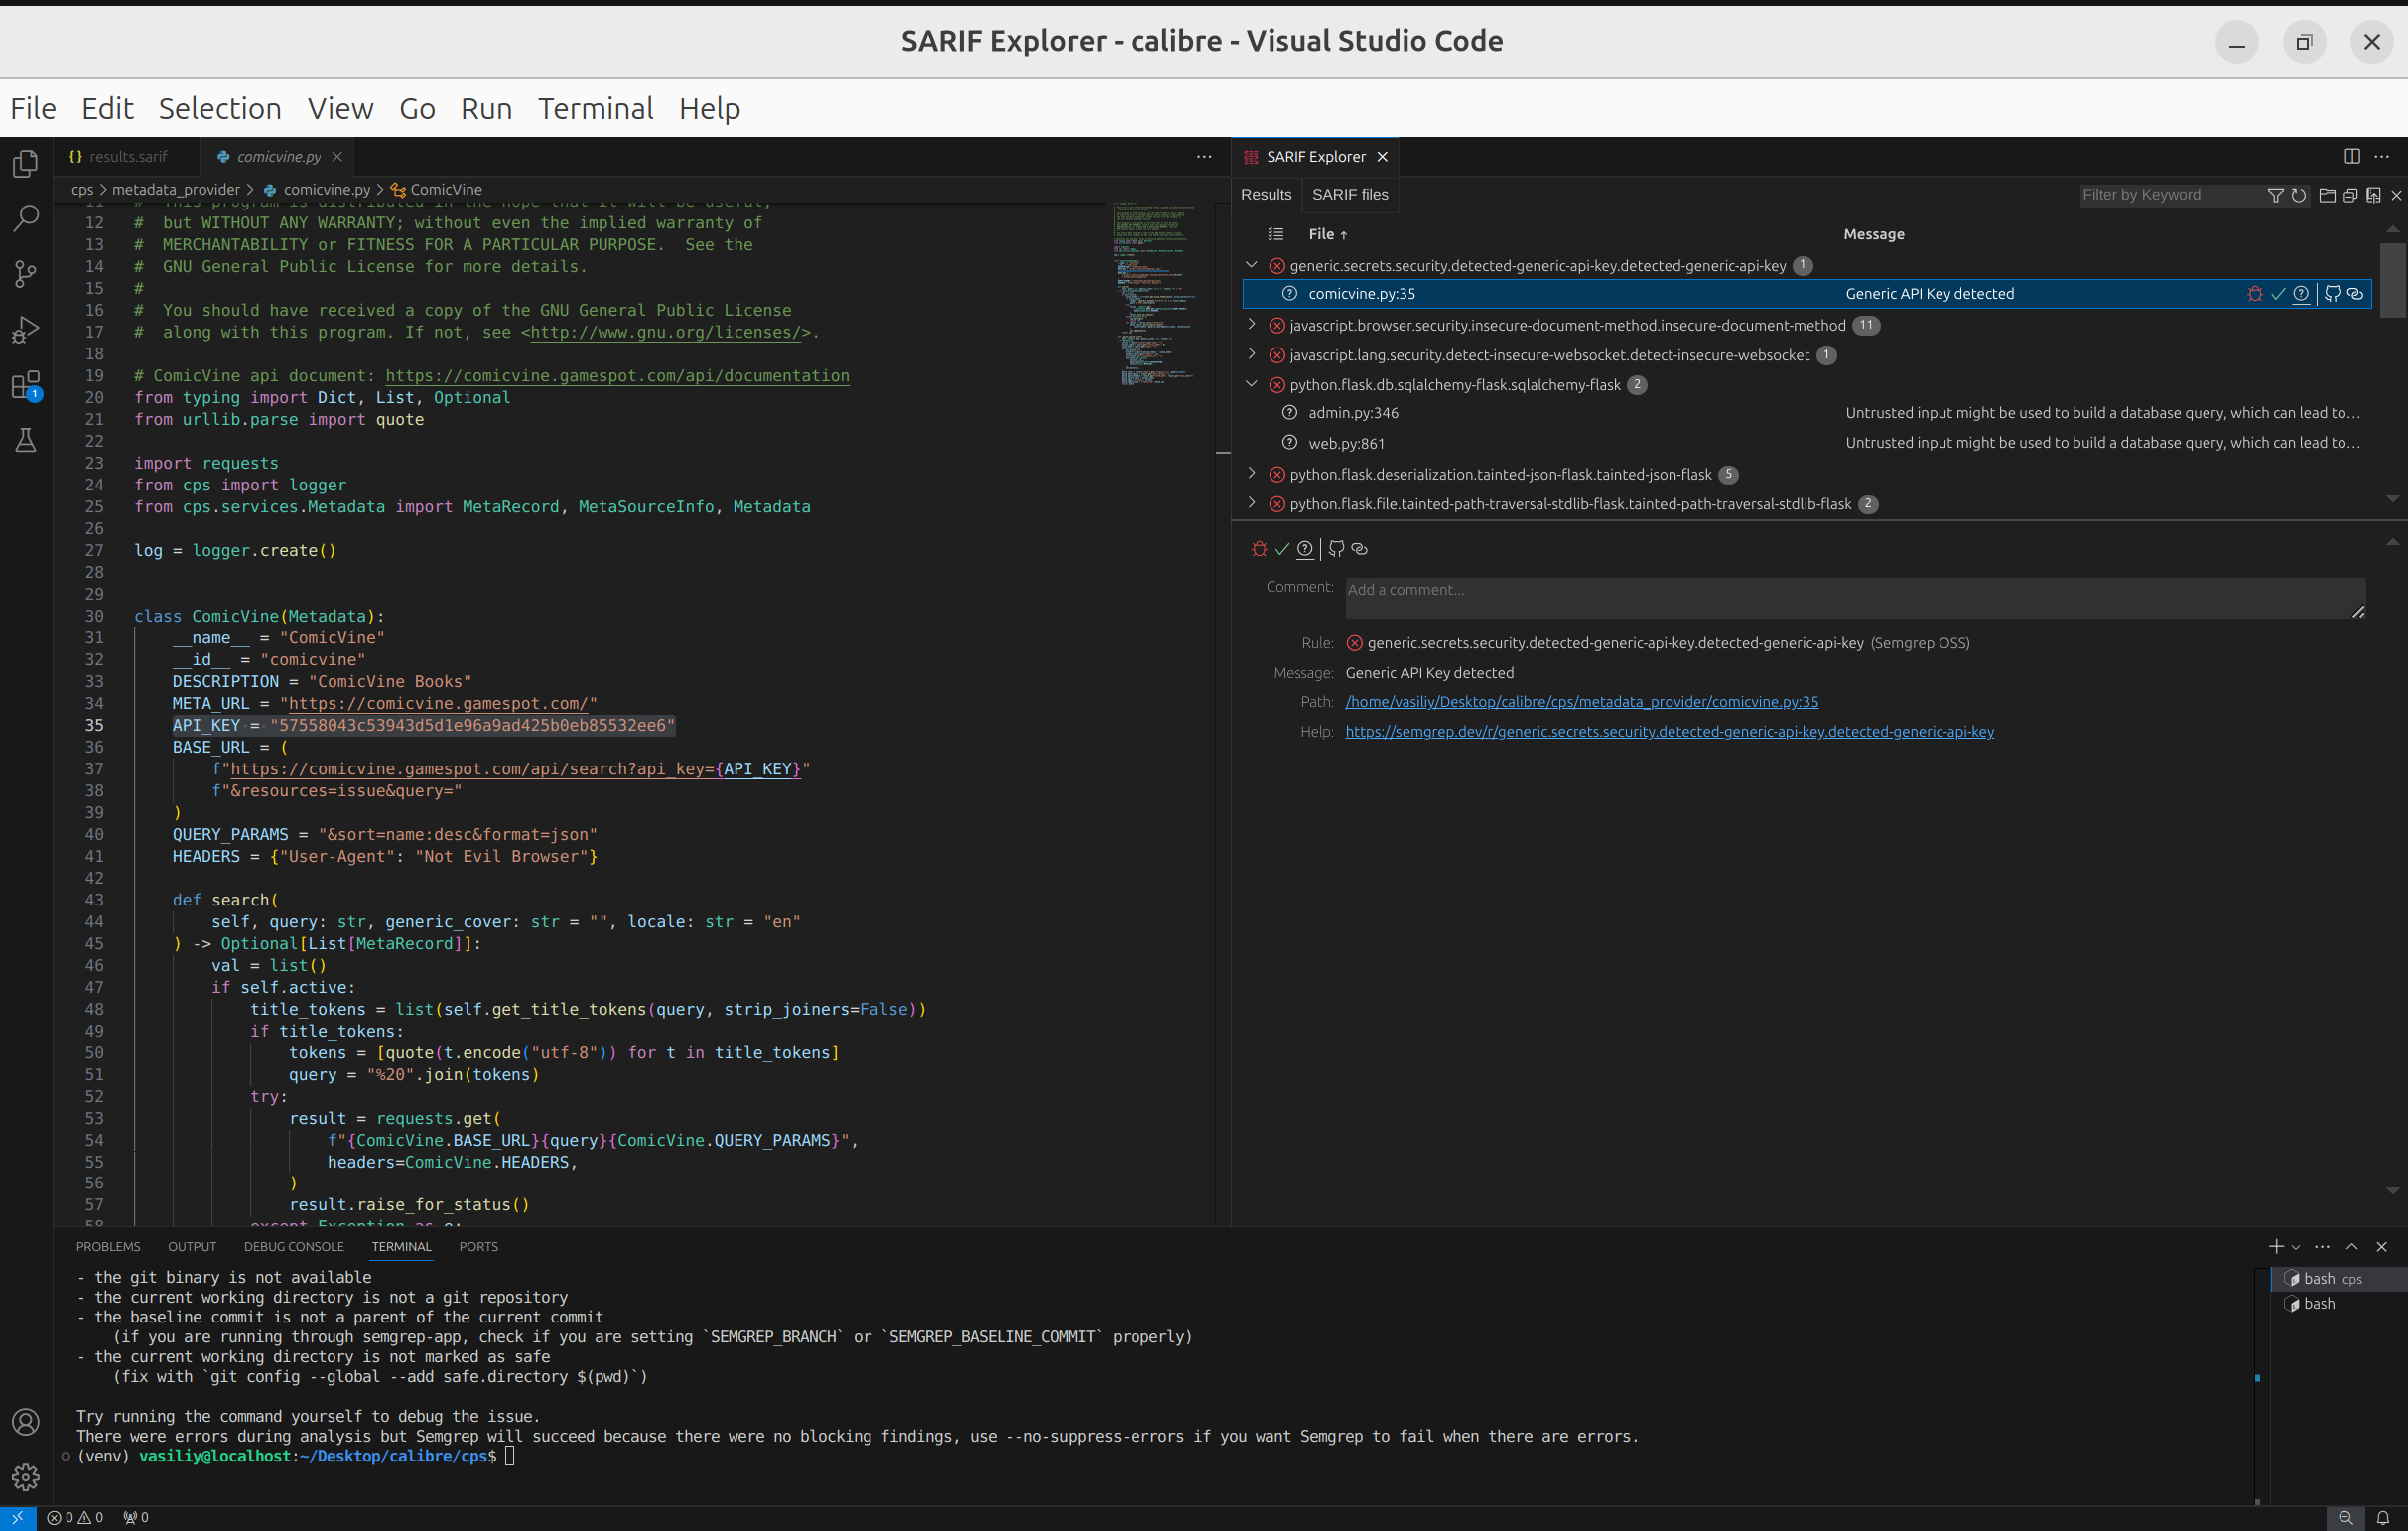 SARIF Explorer - calibre - Visual Studio Code
File Edit Selection View Go Run Terminal Help
results.sarif
comicvine.py
cps > metadata_provider > comicvine.py > ComicVine
11 # This program is distributed in the hope that it will be useful,
12 # but WITHOUT ANY WARRANTY; without even the implied warranty of
13 # MERCHANTABILITY or FITNESS FOR A PARTICULAR PURPOSE. See the
14 # GNU General Public License for more details.
15 #
16 # You should have received a copy of the GNU General Public License
17 # along with this program. If not, see <http://www.gnu.org/licenses/>.
18
19 # ComicVine api document: https://comicvine.gamespot.com/api/documentation
20 from typing import Dict, List, Optional
21 from urllib.parse import quote
22
23 import requests
24 from cps import logger
25 from cps.services.Metadata import MetaRecord, MetaSourceInfo, Metadata
26
27 log = logger.create()
28
29
30 class ComicVine(Metadata):
31 __name__ = "ComicVine"
32 __id__ = "comicvine"
33 DESCRIPTION = "ComicVine Books"
34 META_URL = "https://comicvine.gamespot.com/"
35 API_KEY = "57558043c53943d5d1e96a9ad425b0eb85532ee6"
36 BASE_URL = (
37 f"https://comicvine.gamespot.com/api/search?api_key={API_KEY}"
38 f"&resources=issue&query="
39 )
40 QUERY_PARAMS = "&sort=name:desc&format=json"
41 HEADERS = {"User-Agent": "Not Evil Browser"}
42
43 def search(
44 self, query: str, generic_cover: str = "", locale: str = "en"
45 ) -> Optional[List[MetaRecord]]:
46 val = list()
47 if self.active:
48 title_tokens = list(self.get_title_tokens(query, strip_joiners=False))
49 if title_tokens:
50 tokens = [quote(t.encode("utf-8")) for t in title_tokens]
51 query = "%20".join(tokens)
52 try:
53 result = requests.get(
54 f"{ComicVine.BASE_URL}{query}{ComicVine.QUERY_PARAMS}",
55 headers=ComicVine.HEADERS,
56 )
57 result.raise_for_status()
58 except Exception as e:
SARIF Explorer
Results SARIF files
Filter by Keyword
File ↑ Message
generic.secrets.security.detected-generic-api-key.detected-generic-api-key 1
comicvine.py:35 Generic API Key detected
javascript.browser.security.insecure-document-method.insecure-document-method 11
javascript.lang.security.detect-insecure-websocket.detect-insecure-websocket 1
python.flask.db.sqlalchemy-flask.sqlalchemy-flask 2
admin.py:346 Untrusted input might be used to build a database query, which can lead to…
web.py:861 Untrusted input might be used to build a database query, which can lead to…
python.flask.deserialization.tainted-json-flask.tainted-json-flask 5
python.flask.file.tainted-path-traversal-stdlib-flask.tainted-path-traversal-stdlib-flask 2
Comment: Add a comment...
Rule: generic.secrets.security.detected-generic-api-key.detected-generic-api-key (Semgrep OSS)
Message: Generic API Key detected
Path: /home/vasiliy/Desktop/calibre/cps/metadata_provider/comicvine.py:35
Help: https://semgrep.dev/r/generic.secrets.security.detected-generic-api-key.detected-generic-api-key
PROBLEMS OUTPUT DEBUG CONSOLE TERMINAL PORTS
- the git binary is not available
- the current working directory is not a git repository
- the baseline commit is not a parent of the current commit
(if you are running through semgrep-app, check if you are setting `SEMGREP_BRANCH` or `SEMGREP_BASELINE_COMMIT` properly)
- the current working directory is not marked as safe
(fix with `git config --global --add safe.directory $(pwd)`)
Try running the command yourself to debug the issue.
There were errors during analysis but Semgrep will succeed because there were no blocking findings, use --no-suppress-errors if you want Semgrep to fail when there are errors.
(venv) vasiliy@localhost:~/Desktop/calibre/cps$
bash cps
bash
1
0 0 0